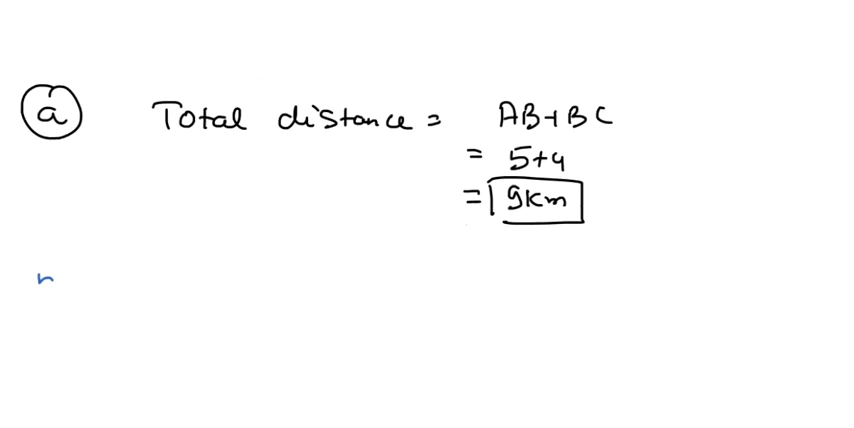 a Total distance = AB+BC
= 5+4
= 9km